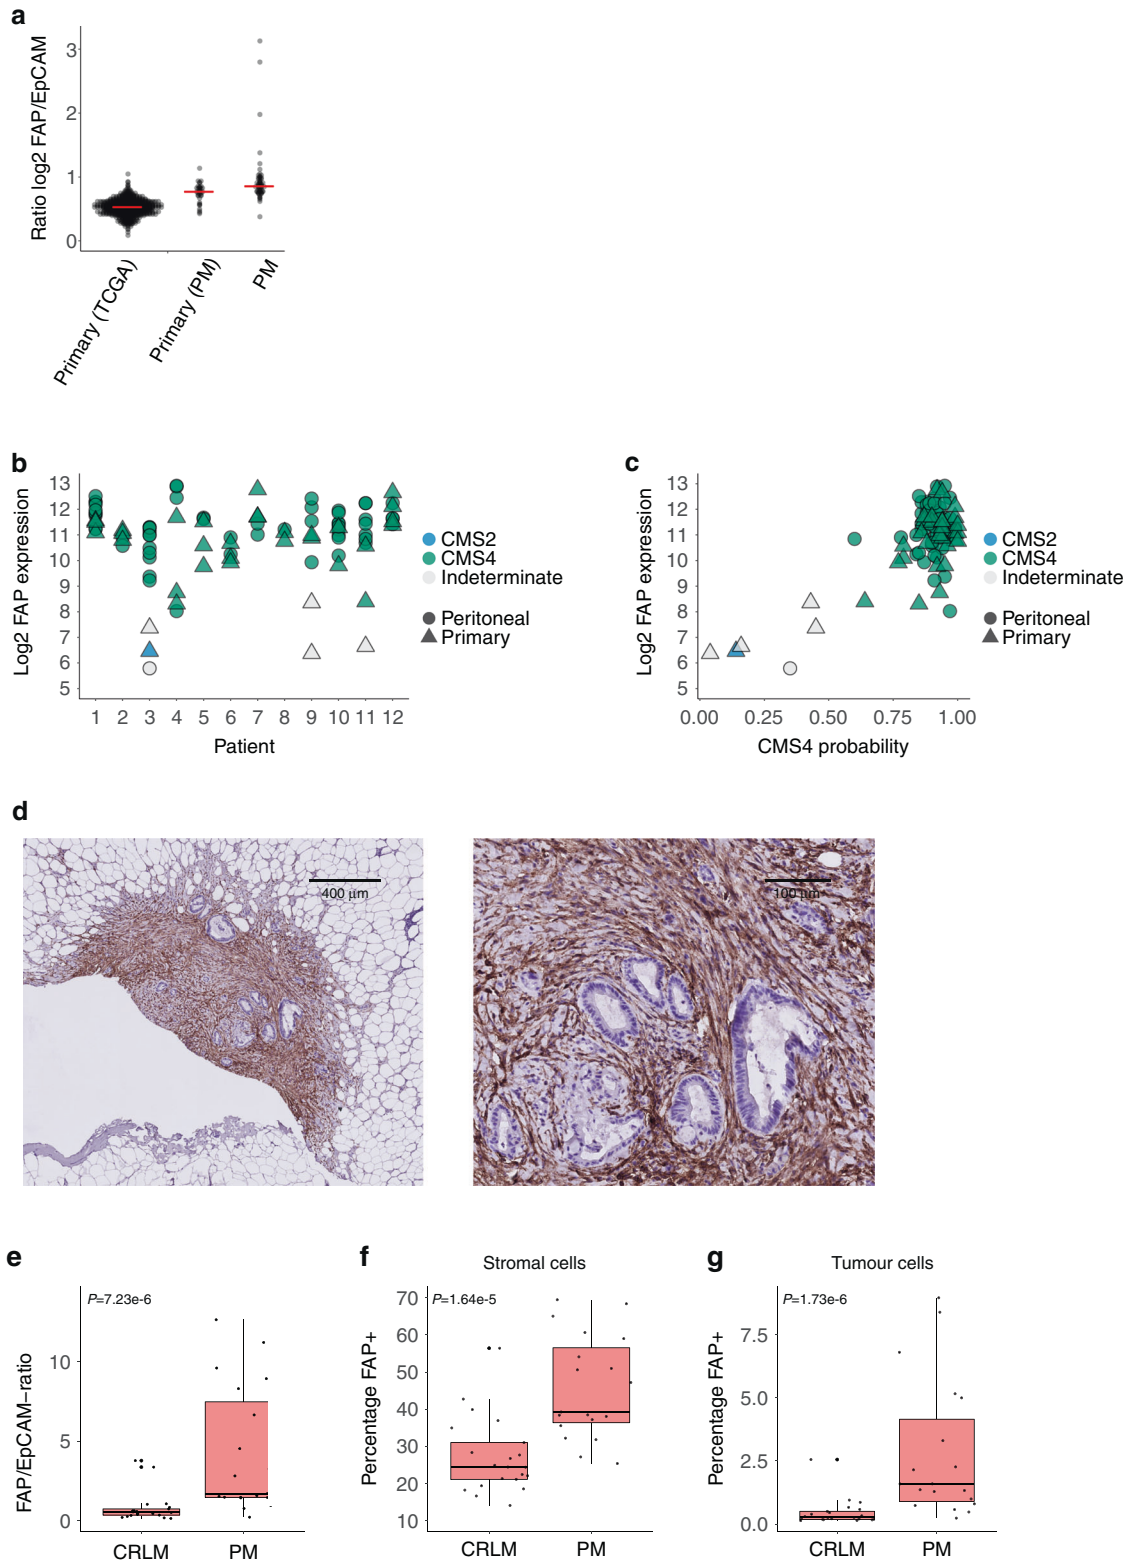 a
Ratio log2 FAP/EpCAM
3
2
1
0
Primary (TCGA)
Primary (PM)
PM
b
Log2 FAP expression
13
12
11
10
9
8
7
6
5
1 2 3 4 5 6 7 8 9 10 11 12
Patient
CMS2
CMS4
Indeterminate
Peritoneal
Primary
c
Log2 FAP expression
13
12
11
10
9
8
7
6
5
0.00 0.25 0.50 0.75 1.00
CMS4 probability
CMS2
CMS4
Indeterminate
Peritoneal
Primary
d
400 μm
100 μm
e
P=7.23e-6
FAP/EpCAM−ratio
10
5
0
CRLM PM
f
Stromal cells
P=1.64e-5
Percentage FAP+
70
60
50
40
30
20
10
CRLM PM
g
Tumour cells
P=1.73e-6
Percentage FAP+
7.5
5.0
2.5
0.0
CRLM PM